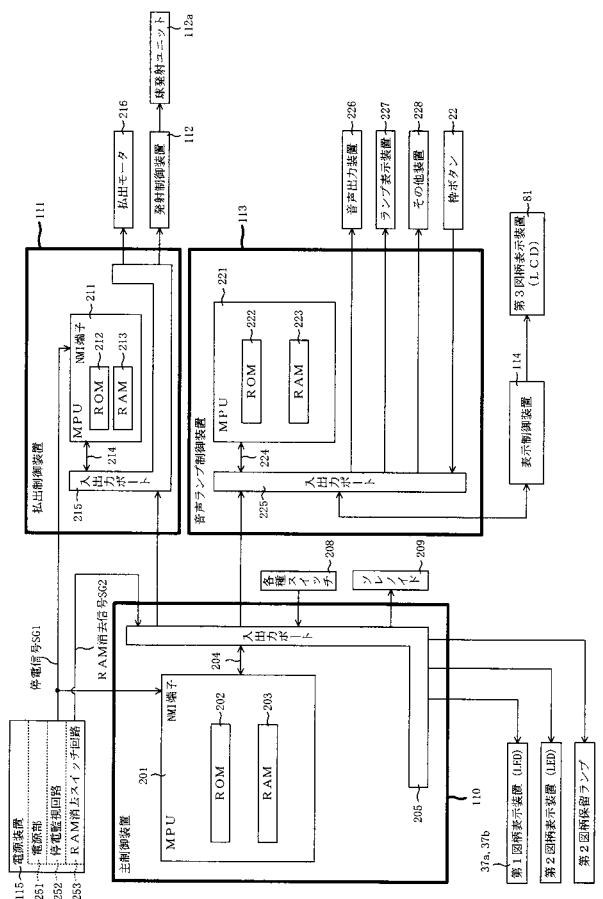 115
電源装置
251
電源部
252
停電監視回路
253
RAM消去スイッチ回路
停電信号SG1
RAM消去信号SG2
111
払出制御装置
211
MPU
NMI端子
212
ROM
213
RAM
214
215
入出力ポート
216
払出モータ
112
発射制御装置
112a
球発射ユニット
主制御装置
201
MPU
NMI端子
202
ROM
203
RAM
204
入出力ポート
205
110
208
各種スイッチ
209
ソレノイド
113
音声ランプ制御装置
221
MPU
222
ROM
223
RAM
224
225
入出力ポート
226
音声出力装置
227
ランプ表示装置
228
その他装置
22
枠ボタン
114
表示制御装置
81
第3図柄表示装置
(LCD)
37a,37b
第1図柄表示装置(LED)
第2図柄表示装置(LED)
第2図柄保留ランプ